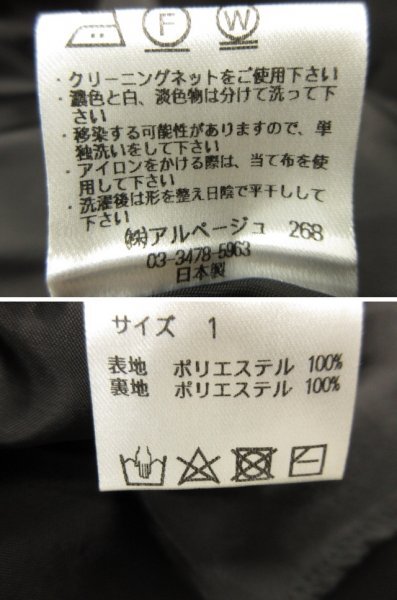 F W
・クリーニングネットをご使用下さい
・濃色と白、淡色物は分けて洗って下
さい
・移染する可能性がありますので、単
独洗いをして下さい
・アイロンをかける際は、当て布を使
用して下さい
・洗濯後は形を整え日陰で平干しして
下さい
㈱アルページュ 268
03-3478-5963
日本製
サイズ 1
表地 ポリエステル 100%
裏地 ポリエステル 100%